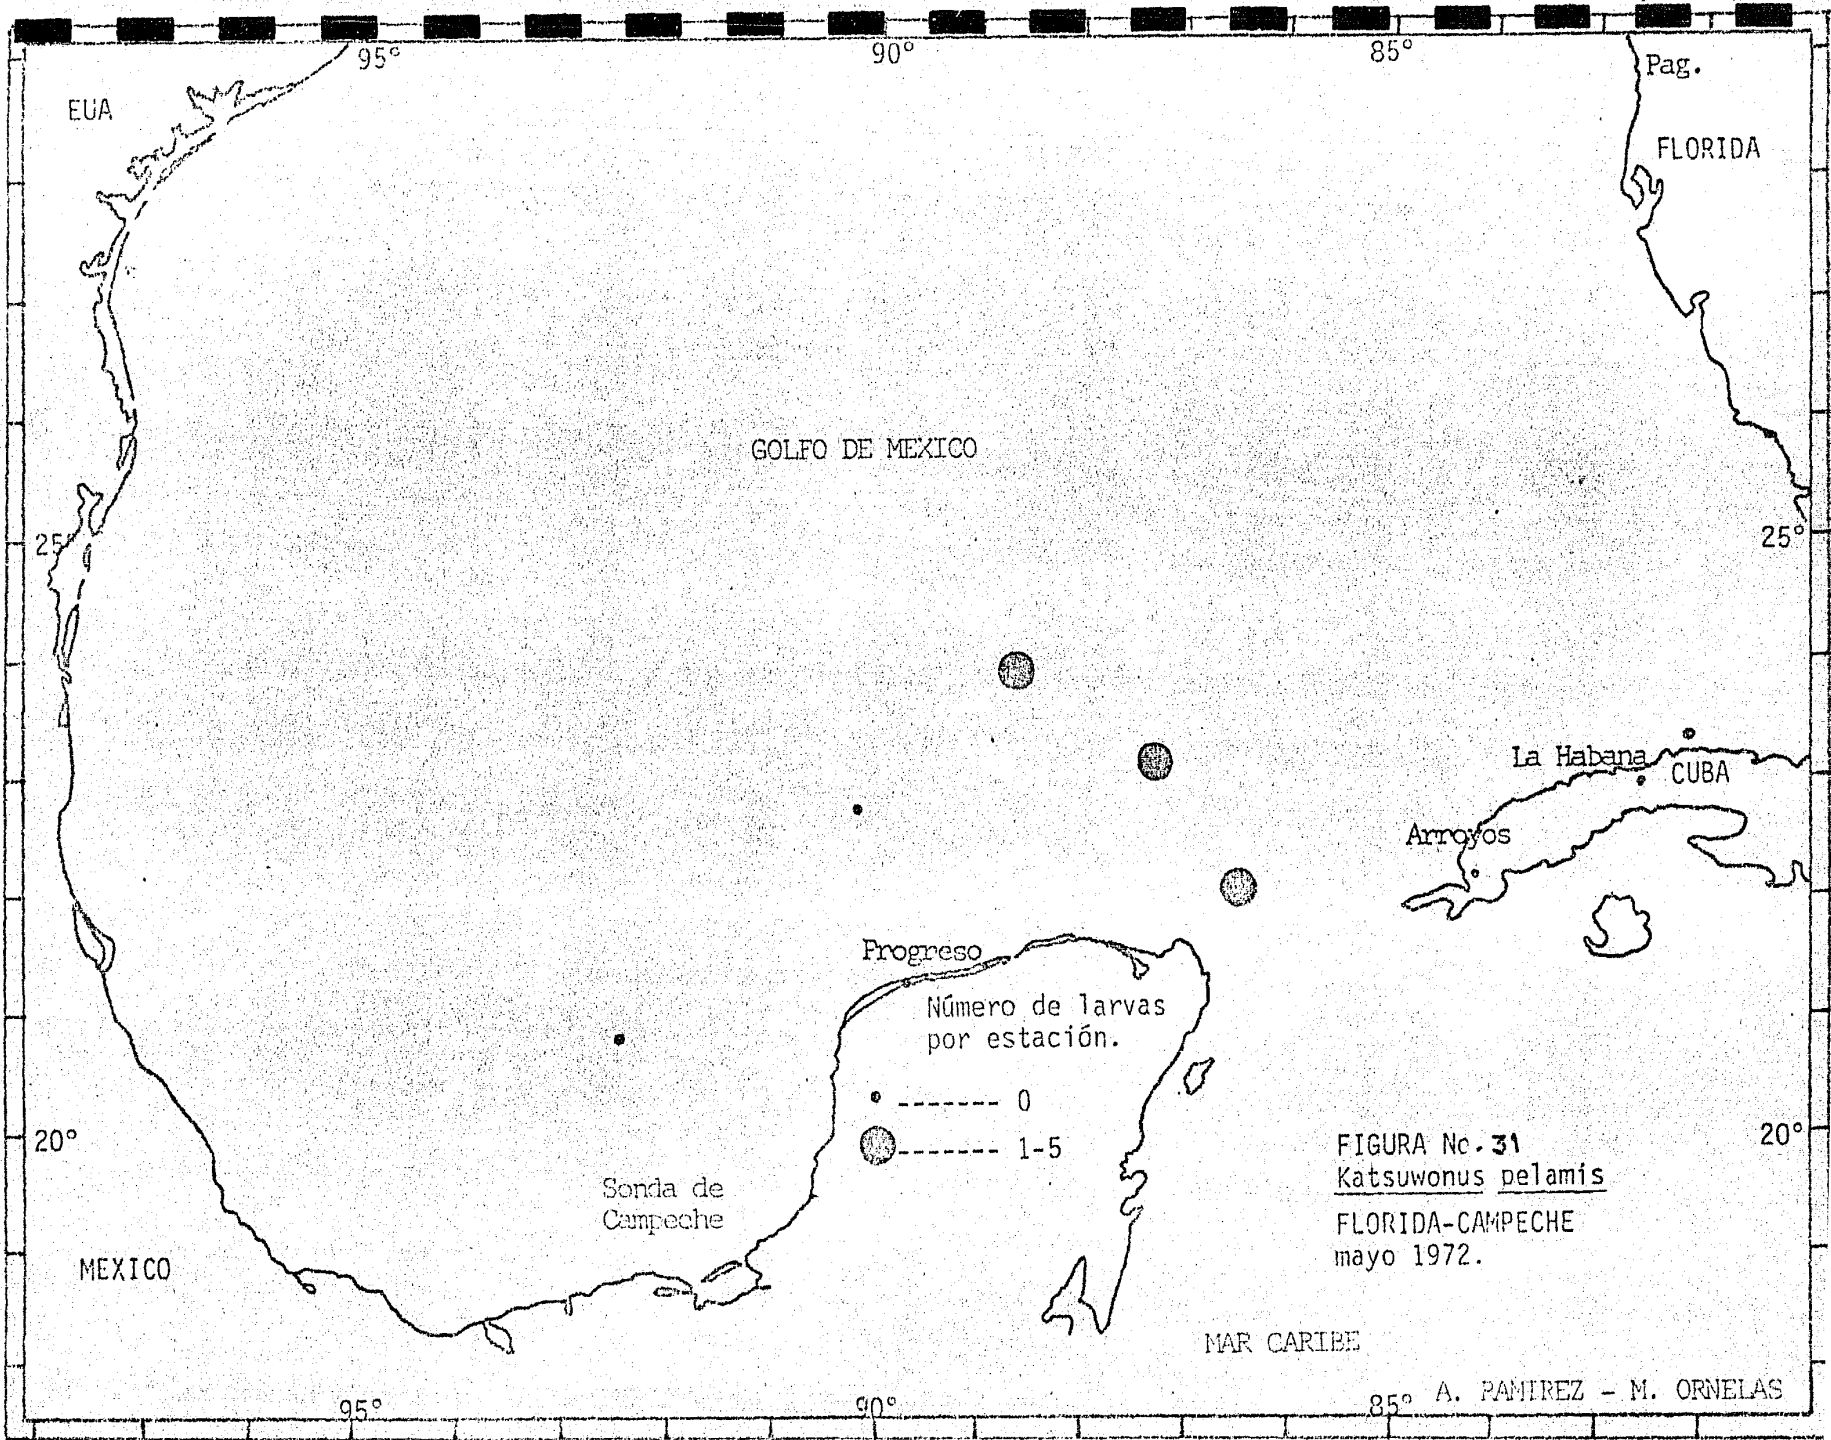 95°
90°
85°
Pag.
EUA
FLORIDA
GOLFO DE MEXICO
25°
25°
La Habana
CUBA
Arroyos
Progreso
Número de larvas
por estación.
------- 0
------- 1-5
20°
20°
Sonda de
Campeche
FIGURA No. 31
Katsuwonus pelamis
FLORIDA-CAMPECHE
mayo 1972.
MEXICO
MAR CARIBE
A. RAMIREZ - M. ORNELAS
95°
90°
85°